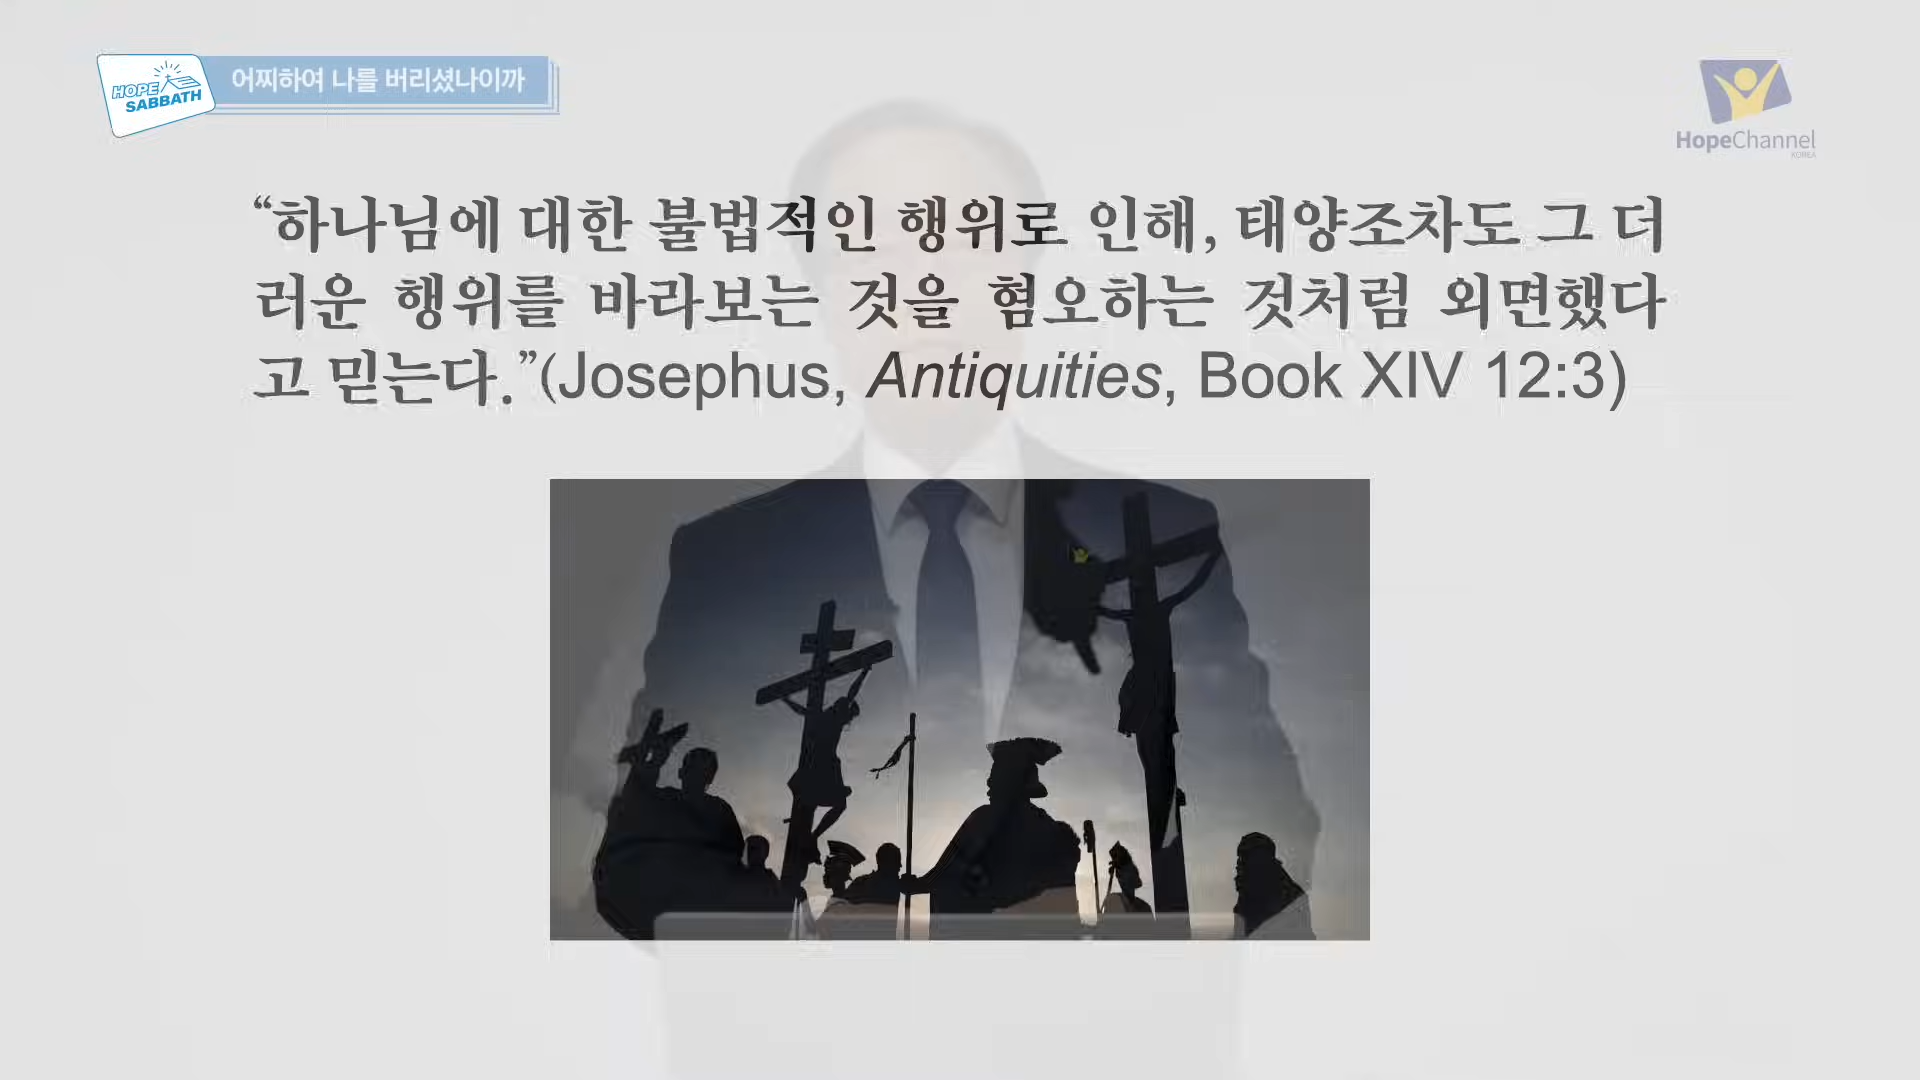 HOPE
SABBATH
어찌하여 나를 버리셨나이까
HopeChannel
KOREA
“하나님에 대한 불법적인 행위로 인해, 태양조차도 그 더
러운 행위를 바라보는 것을 혐오하는 것처럼 외면했다
고 믿는다.”(Josephus, Antiquities, Book XIV 12:3)